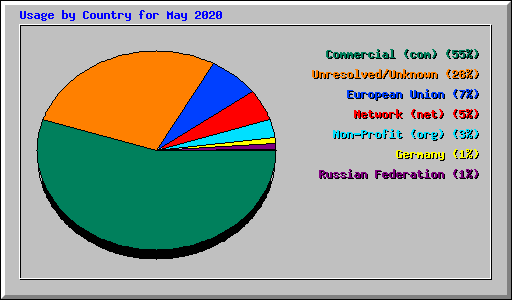 Usage by Country for May 2020
Commercial (com) (55%)
Unresolved/Unknown (28%)
European Union (7%)
Network (net) (5%)
Non-Profit (org) (3%)
Germany (1%)
Russian Federation (1%)